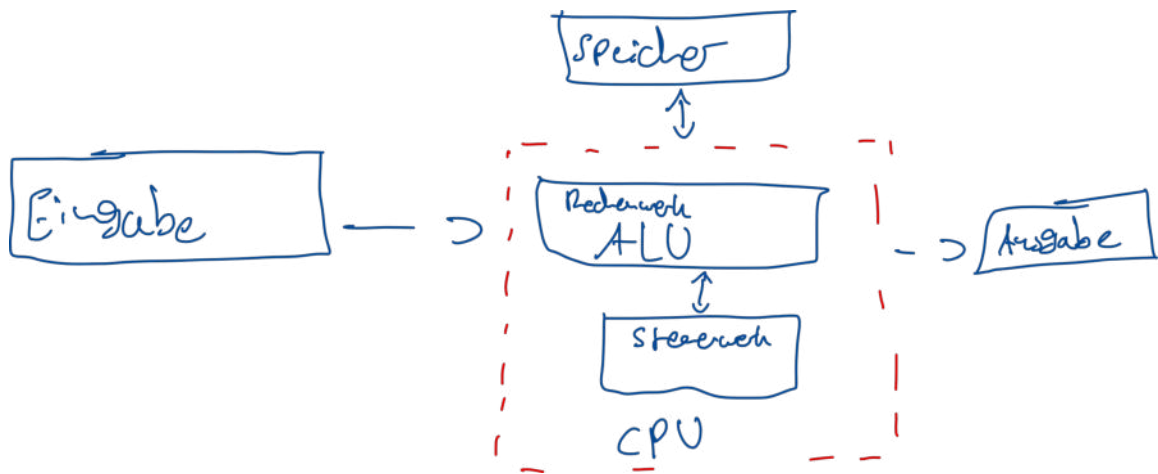 Speicher
Eingabe
Rechenwerk
ALU
Ausgabe
Steuerwerk
CPU